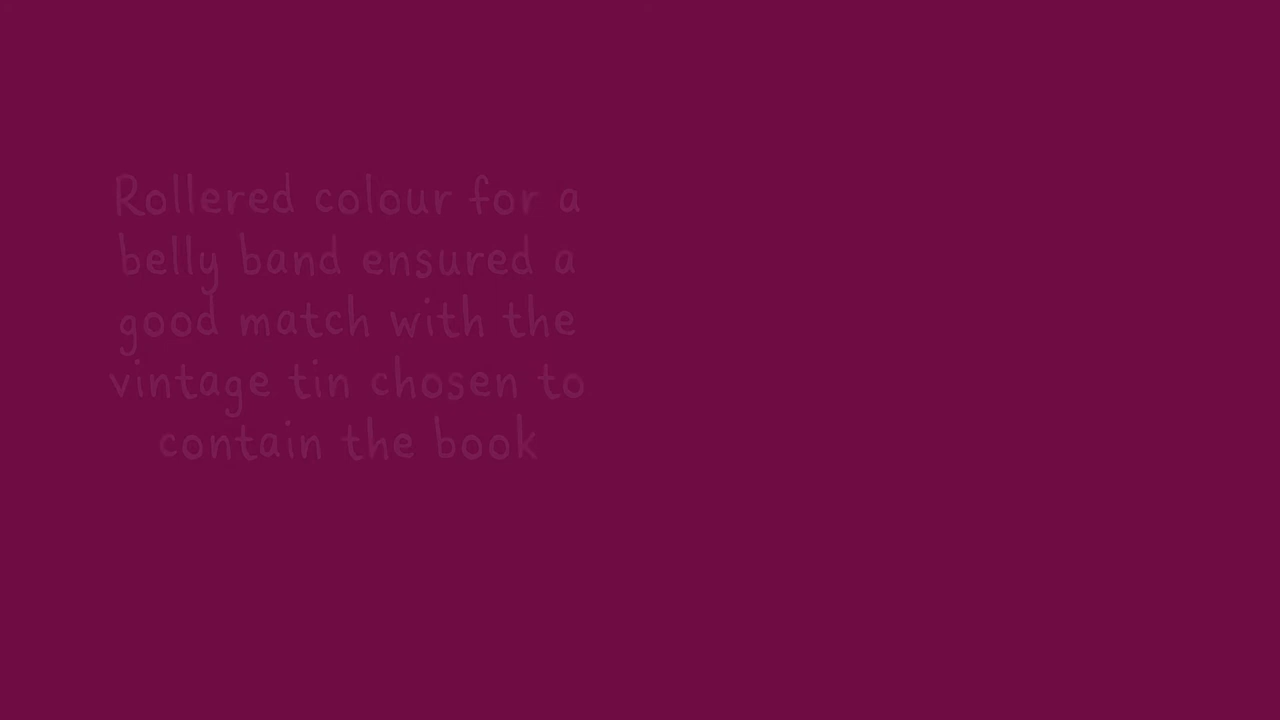 Rollered colour for a
belly band ensured a
good match with the
vintage tin chosen to
contain the book